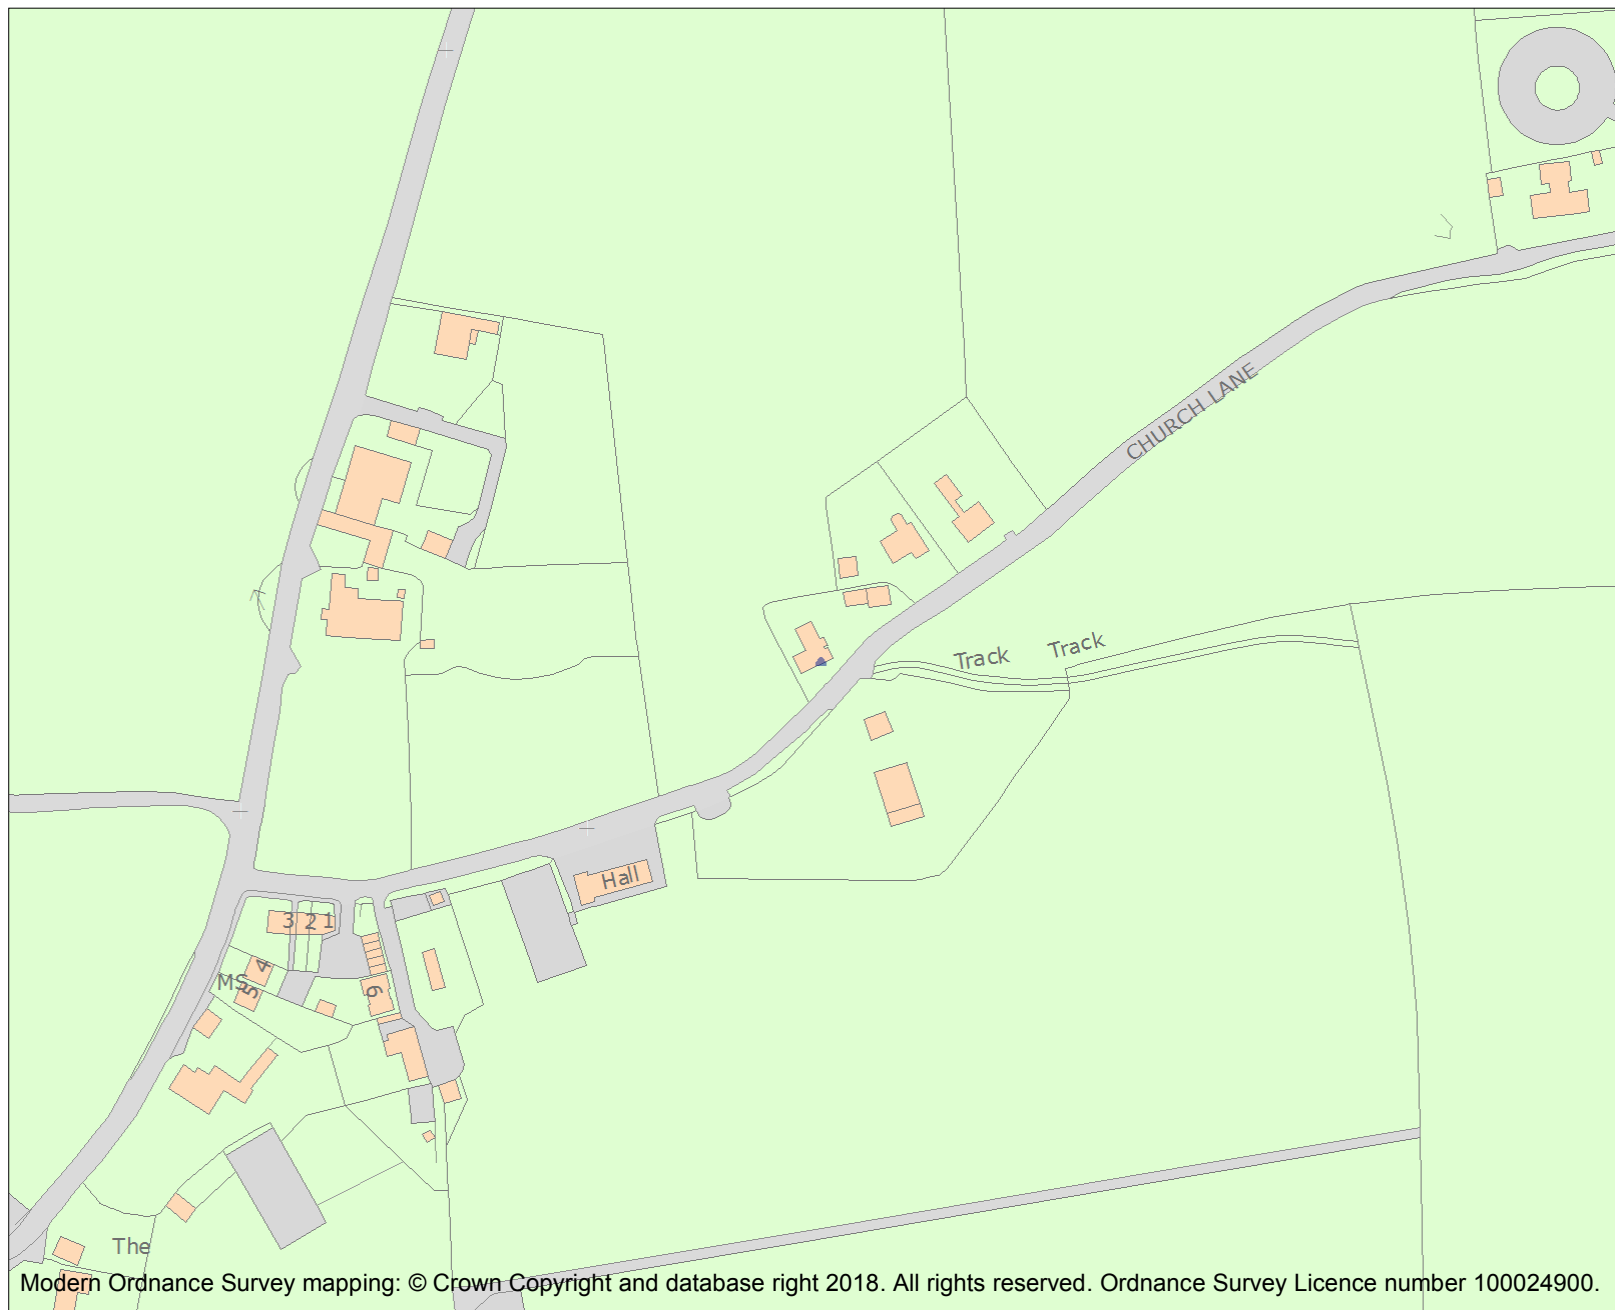 CHURCH LANE
Track Track
Hall
3 2 1
4
MS
5
6
The
Modern Ordnance Survey mapping: © Crown Copyright and database right 2018. All rights reserved. Ordnance Survey Licence number 100024900.